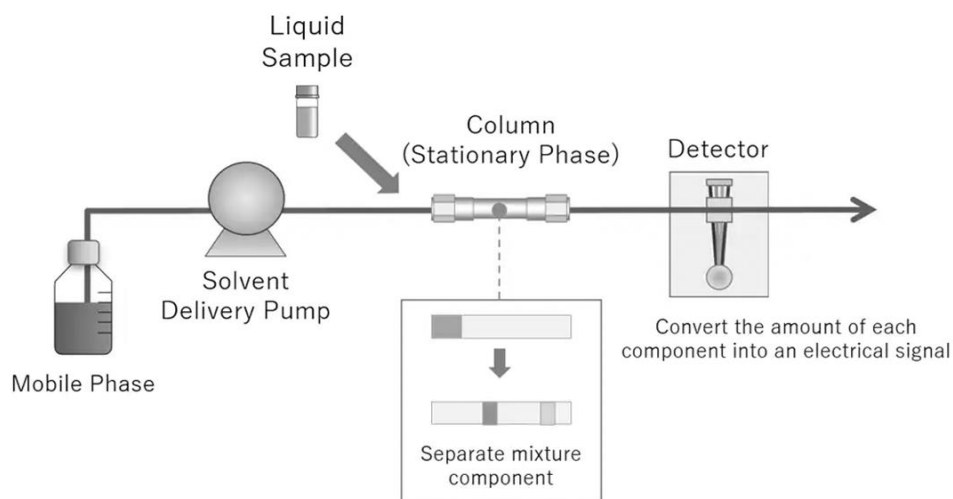 Liquid
Sample
Column
(Stationary Phase)
Detector
Solvent
Delivery Pump
Mobile Phase
Convert the amount of each
component into an electrical signal
Separate mixture
component